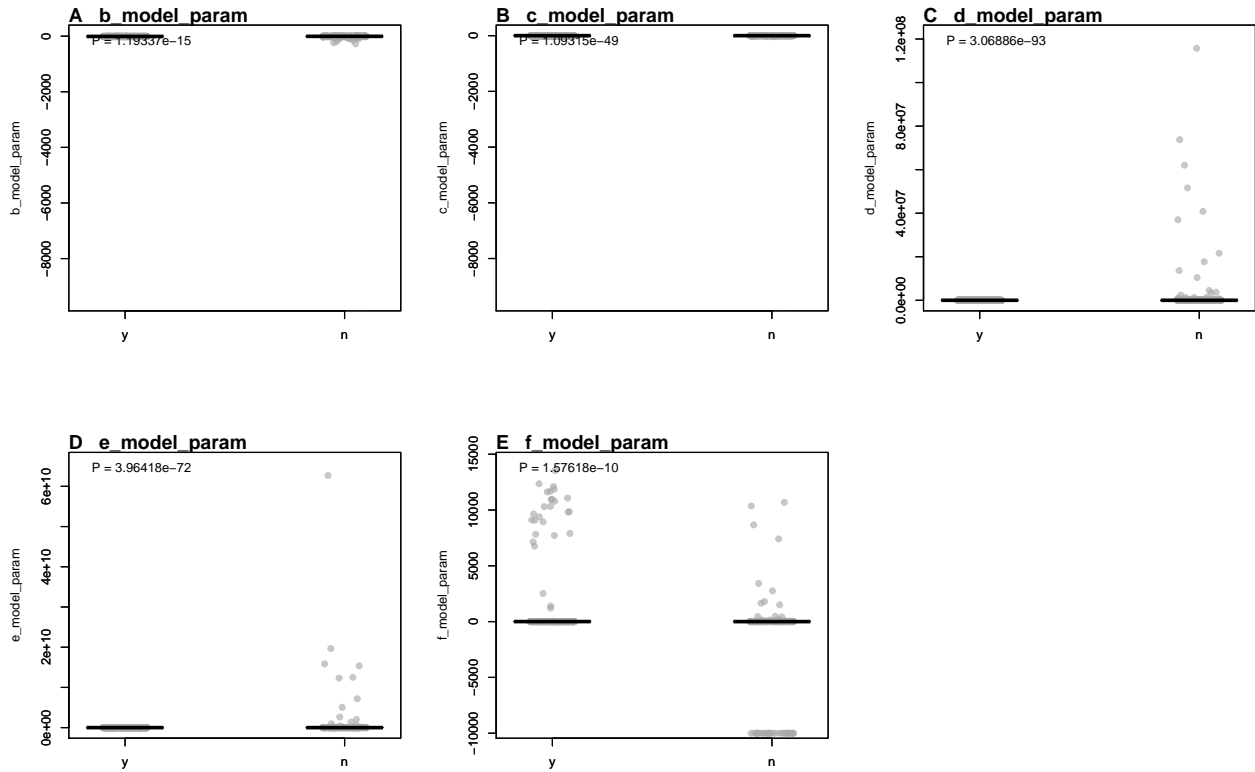 A b_model_param
P = 1.19337e−15
b_model_param
0
−2000
−4000
−6000
−8000
y n
B c_model_param
P = 1.09315e−49
c_model_param
0
−2000
−4000
−6000
−8000
y n
C d_model_param
P = 3.06886e−93
d_model_param
1.2e+08
8.0e+07
4.0e+07
0.0e+00
y n
D e_model_param
P = 3.96418e−72
e_model_param
6e+10
4e+10
2e+10
0e+00
y n
E f_model_param
P = 1.57618e−10
f_model_param
15000
10000
5000
0
−5000
−10000
y n